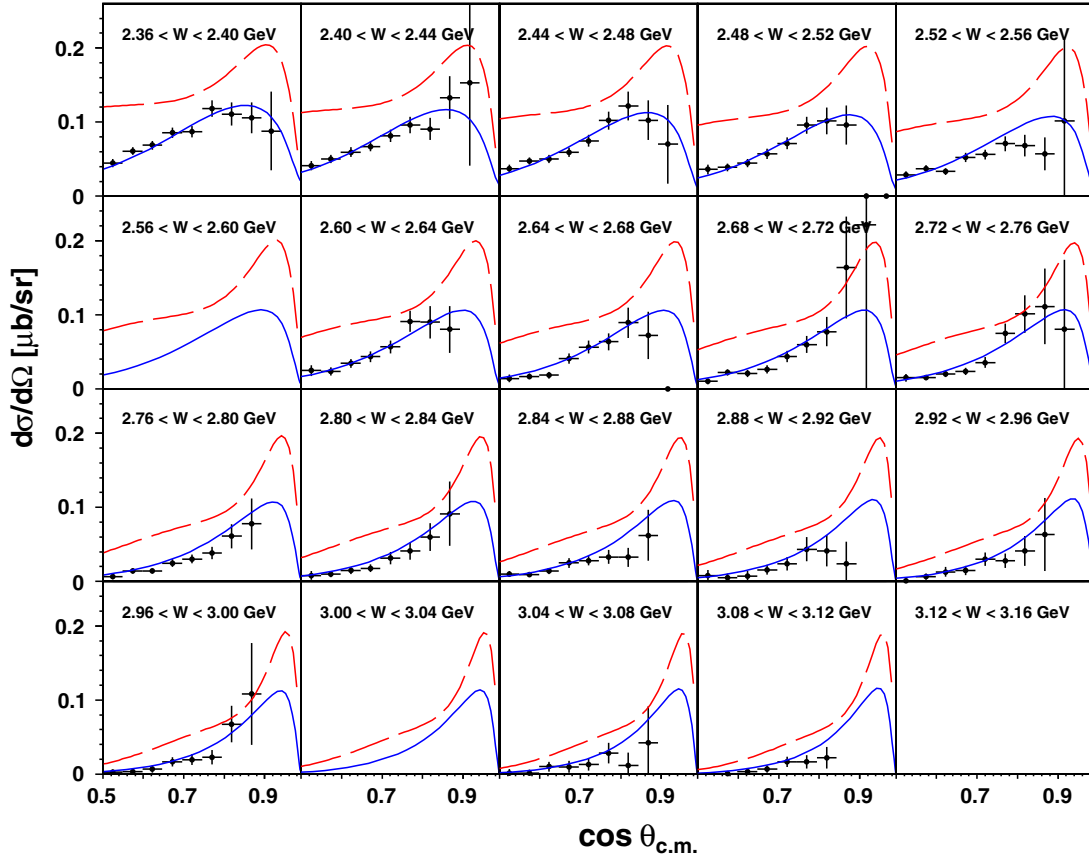 2.36 < W < 2.40 GeV
2.40 < W < 2.44 GeV
2.44 < W < 2.48 GeV
2.48 < W < 2.52 GeV
2.52 < W < 2.56 GeV
0.2
0.1
0
2.56 < W < 2.60 GeV
2.60 < W < 2.64 GeV
2.64 < W < 2.68 GeV
2.68 < W < 2.72 GeV
2.72 < W < 2.76 GeV
0.2
0.1
0
dσ/dΩ [μb/sr]
2.76 < W < 2.80 GeV
2.80 < W < 2.84 GeV
2.84 < W < 2.88 GeV
2.88 < W < 2.92 GeV
2.92 < W < 2.96 GeV
0.2
0.1
0
2.96 < W < 3.00 GeV
3.00 < W < 3.04 GeV
3.04 < W < 3.08 GeV
3.08 < W < 3.12 GeV
3.12 < W < 3.16 GeV
0.2
0.1
0
0.5 0.7 0.9 0.7 0.9 0.7 0.9 0.7 0.9 0.7 0.9
cos θc.m.